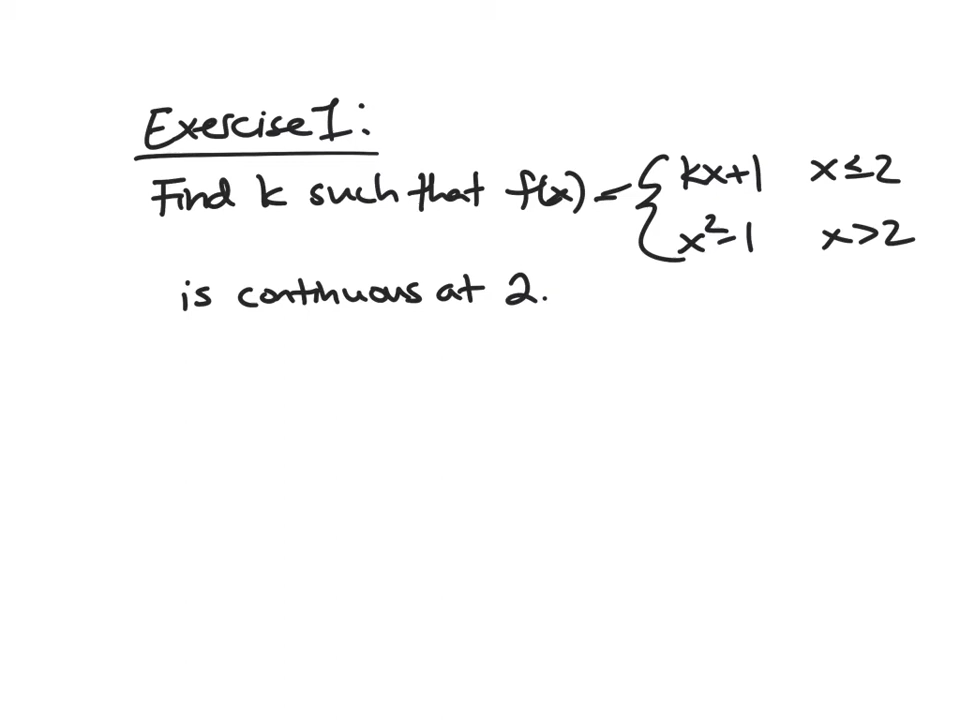 Exercise 1:
Find k such that f(x) = { kx+1 x≤2
x²-1 x>2
is continuous at 2.